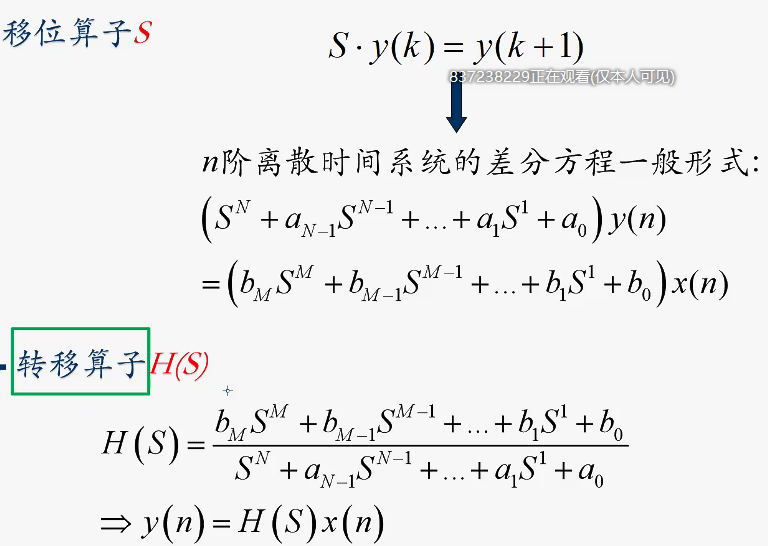 移位算子S
S · y(k) = y(k + 1)
837238229正在观看(仅本人可见)
n阶离散时间系统的差分方程一般形式:
(S^N + a_{N−1}S^{N−1} + ... + a_1S^1 + a_0) y(n)
= (b_M S^M + b_{M−1}S^{M−1} + ... + b_1S^1 + b_0) x(n)
转移算子H(S)
H(S) = \frac{b_M S^M + b_{M−1}S^{M−1} + ... + b_1S^1 + b_0}{S^N + a_{N−1}S^{N−1} + ... + a_1S^1 + a_0}
⇒ y(n) = H(S)x(n)